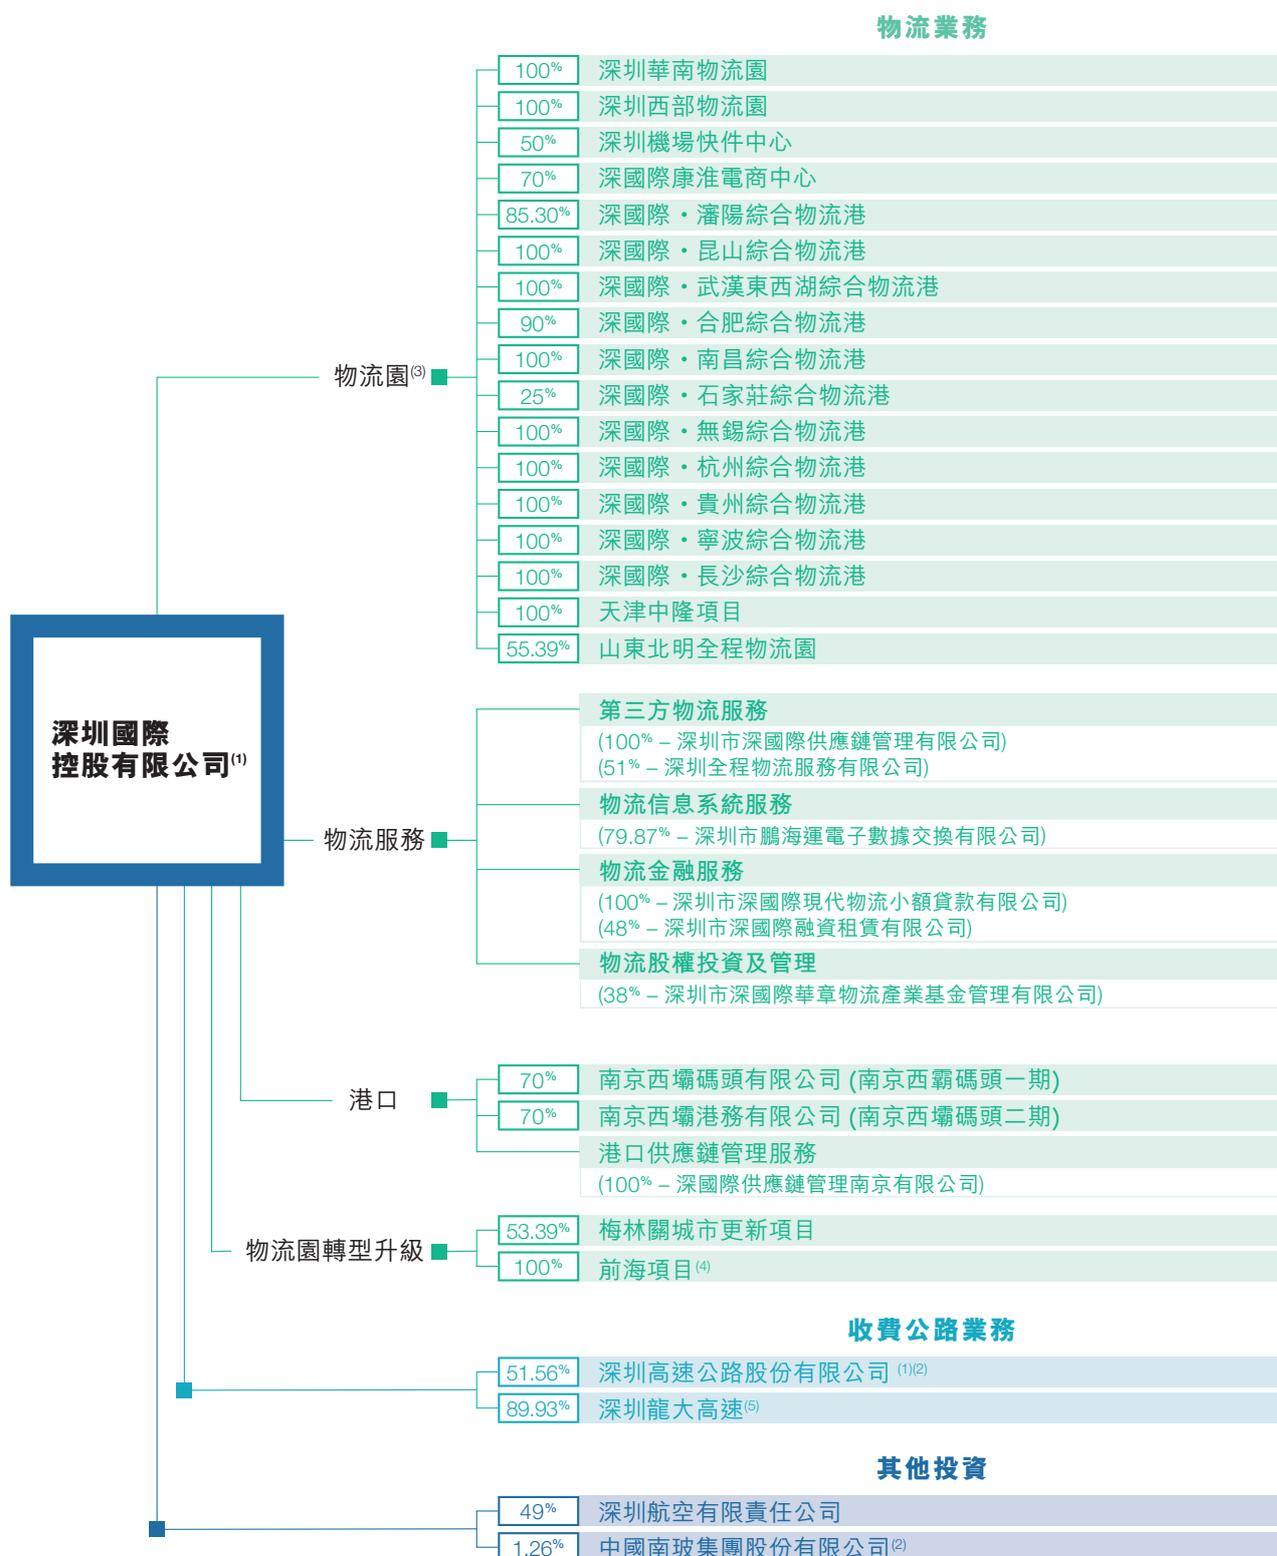 物流業務
100% 深圳華南物流園
100% 深圳西部物流園
50% 深圳機場快件中心
70% 深國際康淮電商中心
85.30% 深國際・瀋陽綜合物流港
100% 深國際・昆山綜合物流港
100% 深國際・武漢東西湖綜合物流港
90% 深國際・合肥綜合物流港
100% 深國際・南昌綜合物流港
物流園(3)
25% 深國際・石家莊綜合物流港
100% 深國際・無錫綜合物流港
100% 深國際・杭州綜合物流港
100% 深國際・貴州綜合物流港
100% 深國際・寧波綜合物流港
100% 深國際・長沙綜合物流港
100% 天津中隆項目
55.39% 山東北明全程物流園
深圳國際
控股有限公司(1)
物流服務
第三方物流服務
(100% – 深圳市深國際供應鏈管理有限公司)
(51% – 深圳全程物流服務有限公司)
物流信息系統服務
(79.87% – 深圳市鵬海運電子數據交換有限公司)
物流金融服務
(100% – 深圳市深國際現代物流小額貸款有限公司)
(48% – 深圳市深國際融資租賃有限公司)
物流股權投資及管理
(38% – 深圳市深國際華章物流產業基金管理有限公司)
港口
70% 南京西壩碼頭有限公司 (南京西霸碼頭一期)
70% 南京西壩港務有限公司 (南京西壩碼頭二期)
港口供應鏈管理服務
(100% – 深國際供應鏈管理南京有限公司)
物流園轉型升級
53.39% 梅林關城市更新項目
100% 前海項目(4)
收費公路業務
51.56% 深圳高速公路股份有限公司 (1)(2)
89.93% 深圳龍大高速(5)
其他投資
49% 深圳航空有限責任公司
1.26% 中國南玻集團股份有限公司(2)